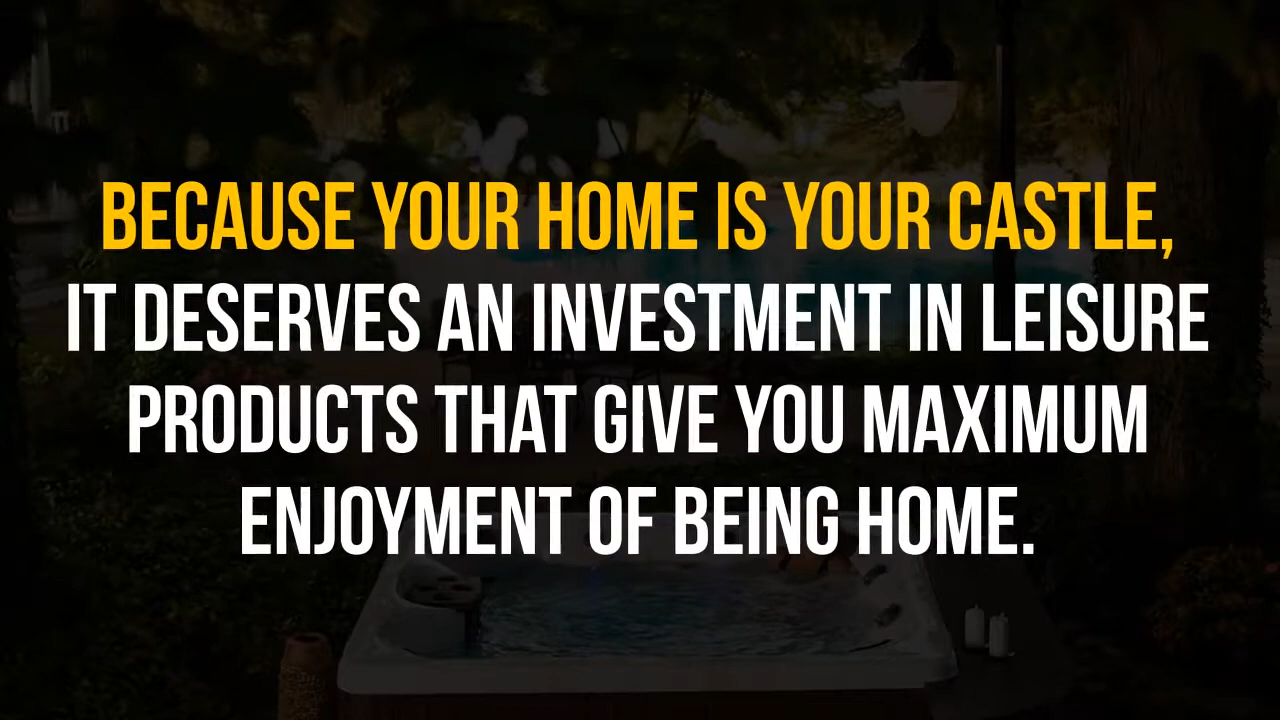 BECAUSE YOUR HOME IS YOUR CASTLE,
IT DESERVES AN INVESTMENT IN LEISURE
PRODUCTS THAT GIVE YOU MAXIMUM
ENJOYMENT OF BEING HOME.